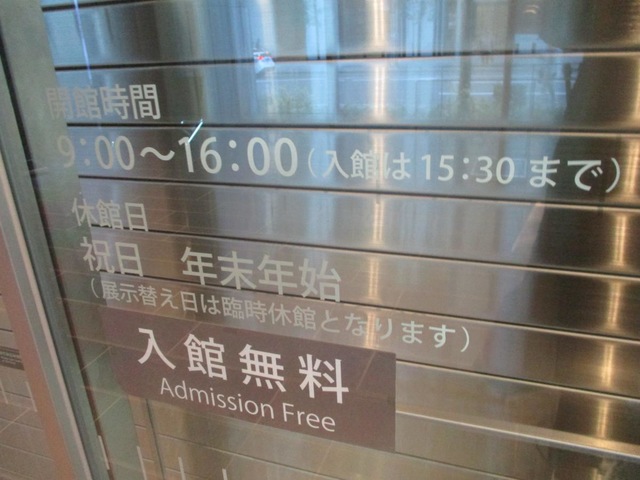 開館時間
9:00～16:00（入館は15:30まで）
休館日
祝日　年末年始
（展示替え日は臨時休館となります）
入館無料
Admission Free